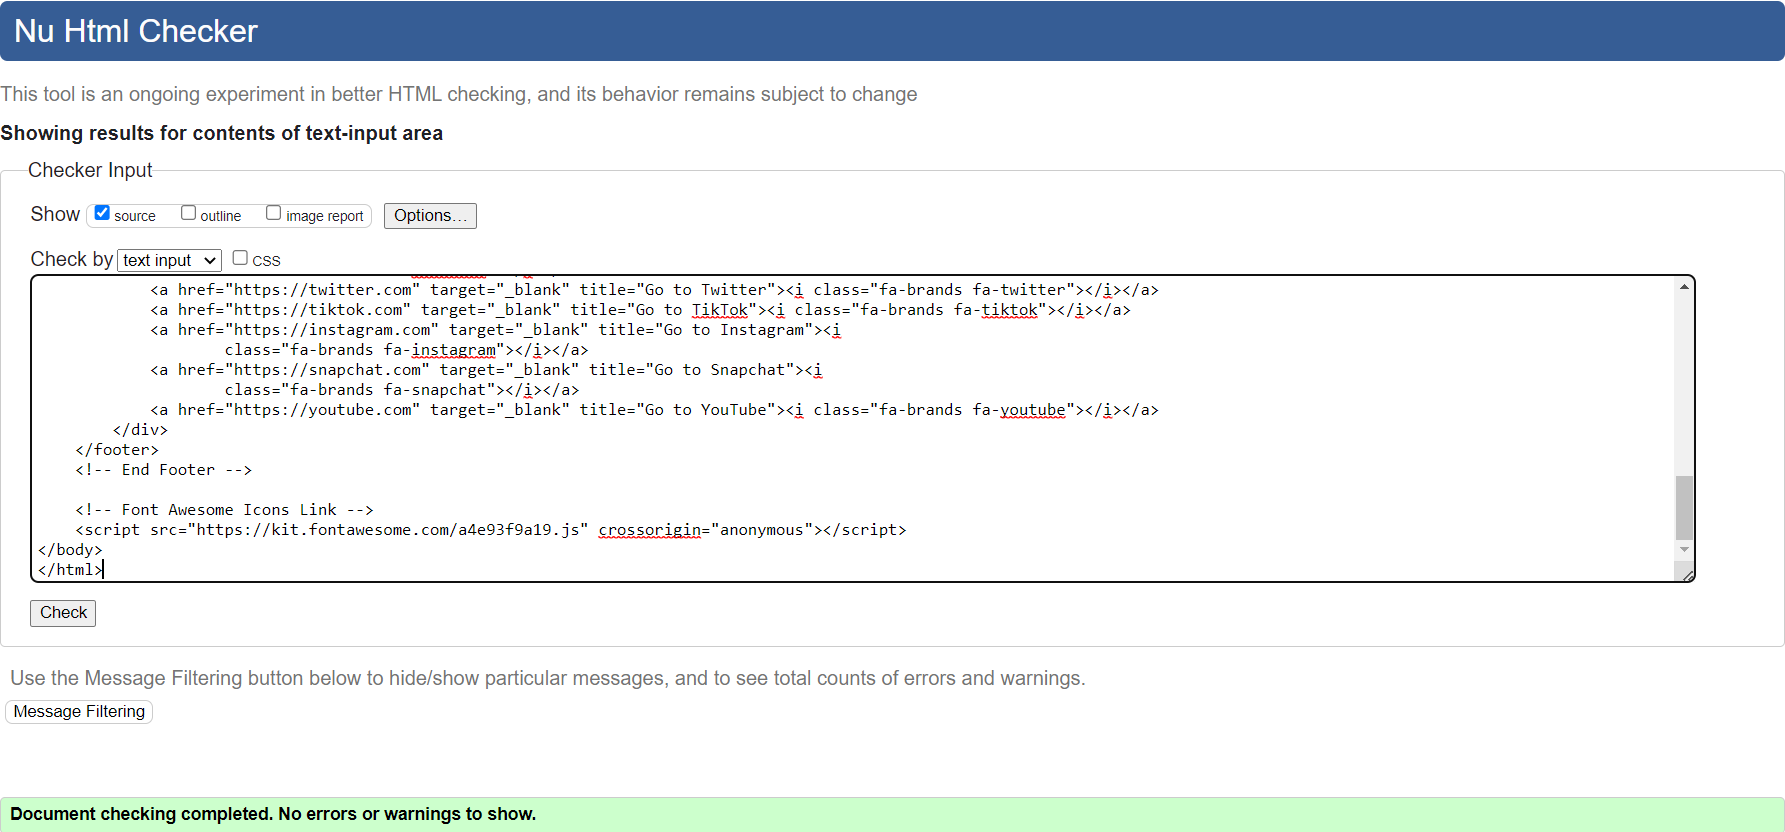 Nu Html Checker
This tool is an ongoing experiment in better HTML checking, and its behavior remains subject to change
Showing results for contents of text-input area
Checker Input
Show source outline image report Options...
Check by text input CSS
<a href="https://twitter.com" target="_blank" title="Go to Twitter"><i class="fa-brands fa-twitter"></i></a>
<a href="https://tiktok.com" target="_blank" title="Go to TikTok"><i class="fa-brands fa-tiktok"></i></a>
<a href="https://instagram.com" target="_blank" title="Go to Instagram"><i
class="fa-brands fa-instagram"></i></a>
<a href="https://snapchat.com" target="_blank" title="Go to Snapchat"><i
class="fa-brands fa-snapchat"></i></a>
<a href="https://youtube.com" target="_blank" title="Go to YouTube"><i class="fa-brands fa-youtube"></i></a>
</div>
</footer>
<!-- End Footer -->
<!-- Font Awesome Icons Link -->
<script src="https://kit.fontawesome.com/a4e93f9a19.js" crossorigin="anonymous"></script>
</body>
</html>
Check
Use the Message Filtering button below to hide/show particular messages, and to see total counts of errors and warnings.
Message Filtering
Document checking completed. No errors or warnings to show.